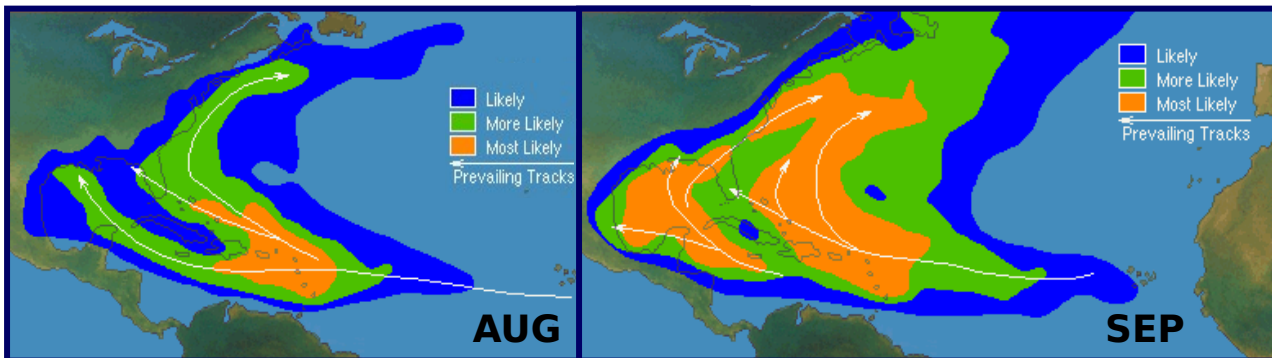 Likely
More Likely
Most Likely
Prevailing Tracks
AUG
Likely
More Likely
Most Likely
Prevailing Tracks
SEP